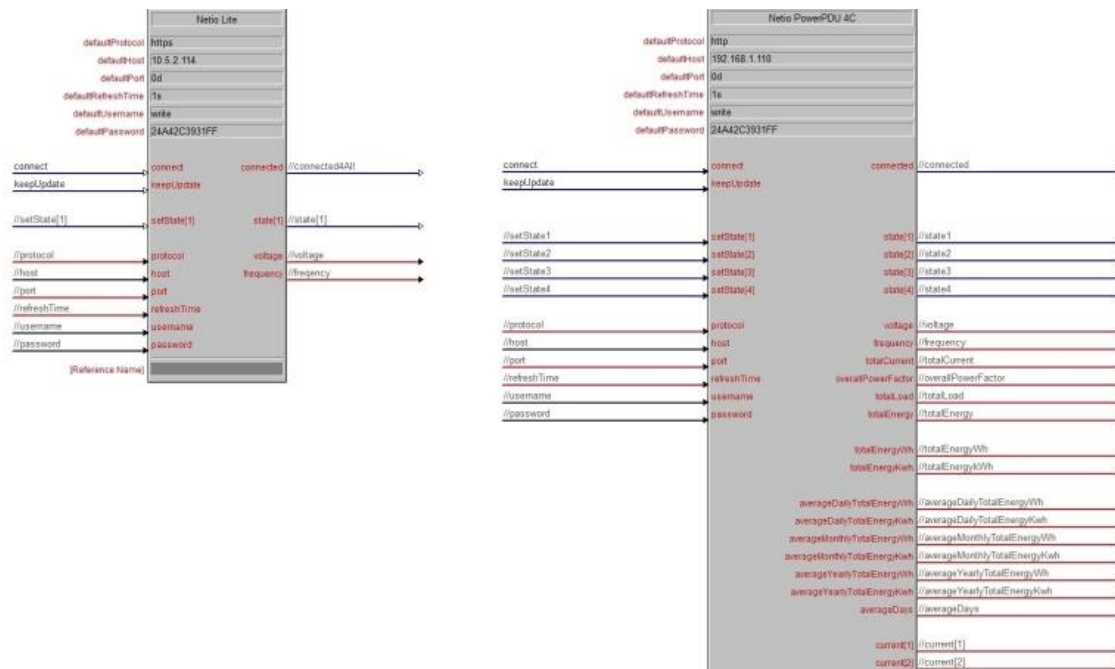 Netio Lite
defaultProtocol https
defaultHost 10.5.2.114
defaultPort 0d
defaultRefreshTime 1s
defaultUsername write
defaultPassword 24A42C3931FF
connect connect connected //connected4All
keepUpdate keepUpdate
//setState[1] setState[1] state[1] //state[1]
//protocol protocol voltage //voltage
//host host frequency //freqency
//port port
//refreshTime refreshTime
//username username
//password password
[Reference Name]
Netio PowerPDU 4C
defaultProtocol http
defaultHost 192.168.1.110
defaultPort 0d
defaultRefreshTime 1s
defaultUsername write
defaultPassword 24A42C3931FF
connect connect connected //connected
keepUpdate keepUpdate
//setState1 setState[1] state[1] //state1
//setState2 setState[2] state[2] //state2
//setState3 setState[3] state[3] //state3
//setState4 setState[4] state[4] //state4
//protocol protocol voltage //voltage
//host host frequency //frequency
//port port totalCurrent //totalCurrent
//refreshTime refreshTime overallPowerFactor //overallPowerFactor
//username username totalLoad //totalLoad
//password password totalEnergy //totalEnergy
totalEnergyWh //totalEnergyWh
totalEnergyKwh //totalEnergykWh
averageDailyTotalEnergyWh //averageDailyTotalEnergyWh
averageDailyTotalEnergyKwh //averageDailyTotalEnergyKwh
averageMonthlyTotalEnergyWh //averageMonthlyTotalEnergyWh
averageMonthlyTotalEnergyKwh //averageMonthlyTotalEnergyKwh
averageYearlyTotalEnergyWh //averageYearlyTotalEnergyWh
averageYearlyTotalEnergyKwh //averageYearlyTotalEnergyKwh
averageDays //averageDays
current[1] //current[1]
current[2] //current[2]